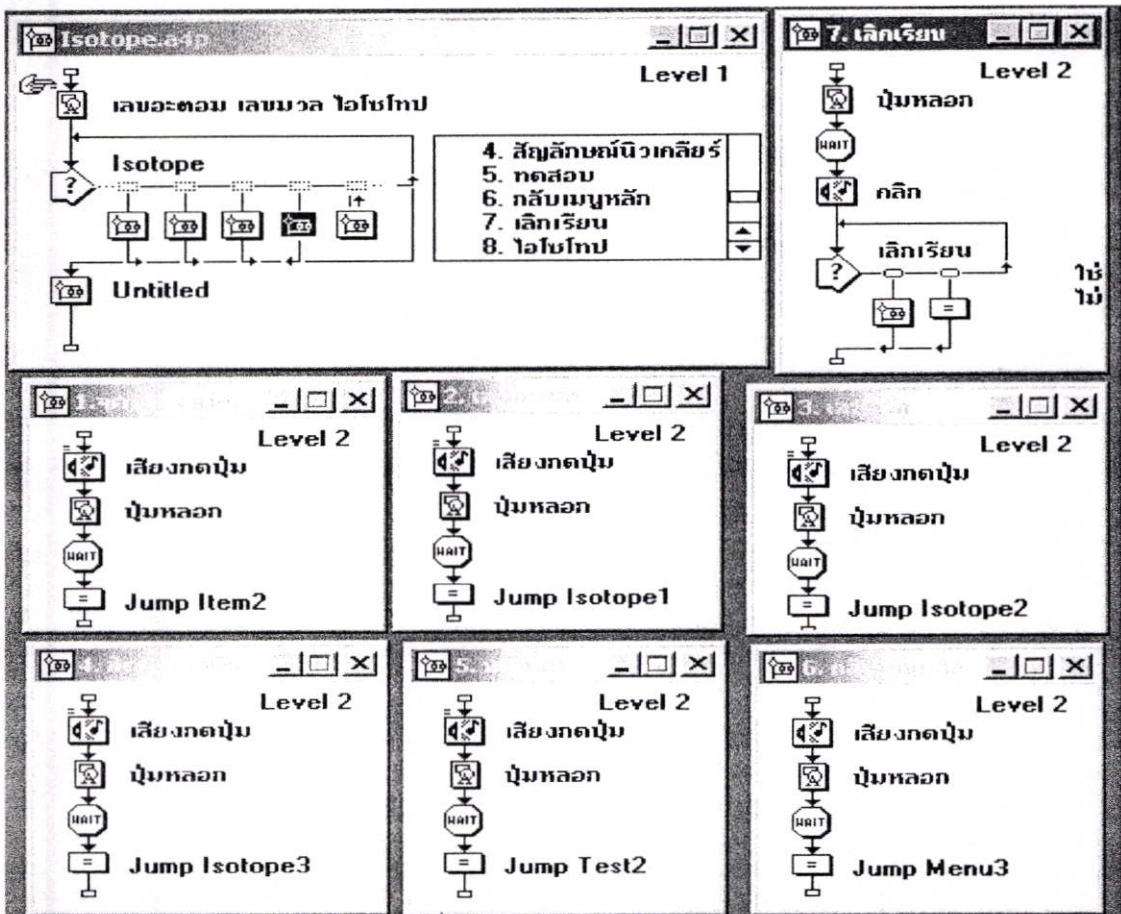 Isotope.a4p
Level 1
เลขอะตอม เลขมวล ไอโซโทป
Isotope
?
4. สัญลักษณ์นิวเคลียร์
5. ทดสอบ
6. กลับเมนูหลัก
7. เลิกเรียน
8. ไอโซโทป
Untitled
7. เลิกเรียน
Level 2
ปุ่มหลอก
WAIT
คลิก
เลิกเรียน
?
ใช่
ไม่
=
1.
Level 2
เสียงกดปุ่ม
ปุ่มหลอก
WAIT
= Jump Item2
2.
Level 2
เสียงกดปุ่ม
ปุ่มหลอก
WAIT
= Jump Isotope1
3.
Level 2
เสียงกดปุ่ม
ปุ่มหลอก
WAIT
= Jump Isotope2
4.
Level 2
เสียงกดปุ่ม
ปุ่มหลอก
WAIT
= Jump Isotope3
5.
Level 2
เสียงกดปุ่ม
ปุ่มหลอก
WAIT
= Jump Test2
6.
Level 2
เสียงกดปุ่ม
ปุ่มหลอก
WAIT
= Jump Menu3